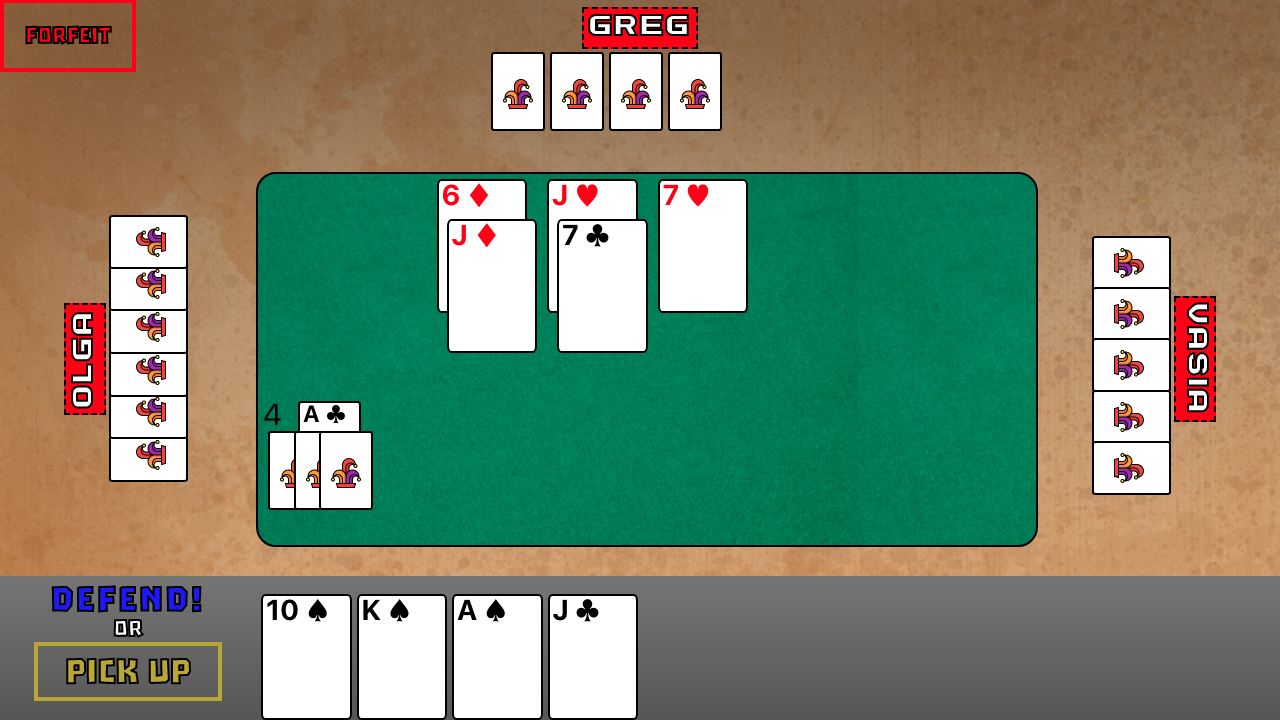 FORFEIT
GREG
6♦ J♥ 7♥
J♦ 7♣
OLGA
VASIA
4 A♣
DEFEND!
OR
PICK UP
10♠ K♠ A♠ J♣